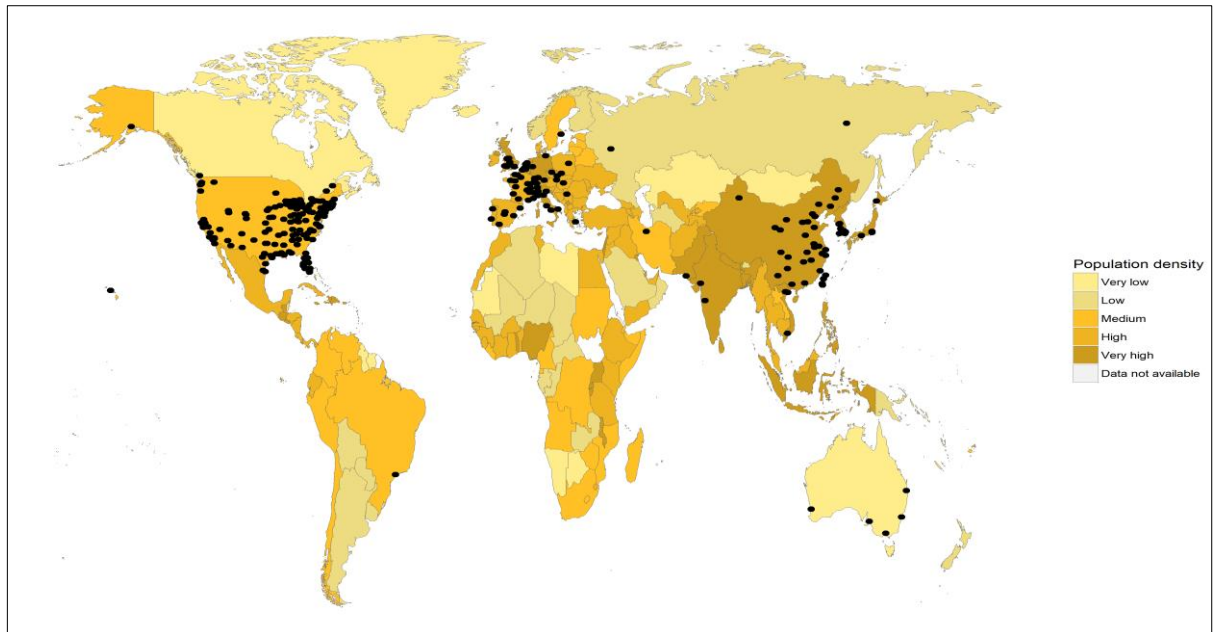 Population density
Very low
Low
Medium
High
Very high
Data not available